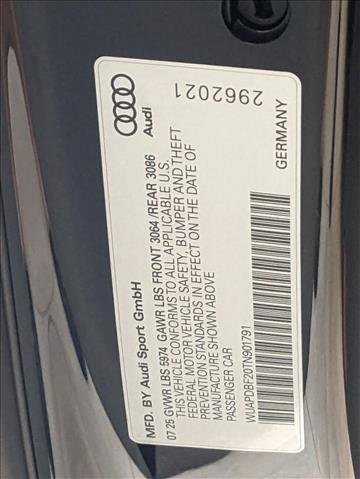 MFD. BY Audi Sport GmbH
07 25 GVWR LBS 5974 GAWR LBS FRONT 3064 /REAR 3086
THIS VEHICLE CONFORMS TO ALL APPLICABLE U.S.
FEDERAL MOTOR VEHICLE SAFETY, BUMPER AND THEFT
PREVENTION STANDARDS IN EFFECT ON THE DATE OF
MANUFACTURE SHOWN ABOVE
PASSENGER CAR
WUAPDBF20TN901791
Audi
GERMANY
2962021